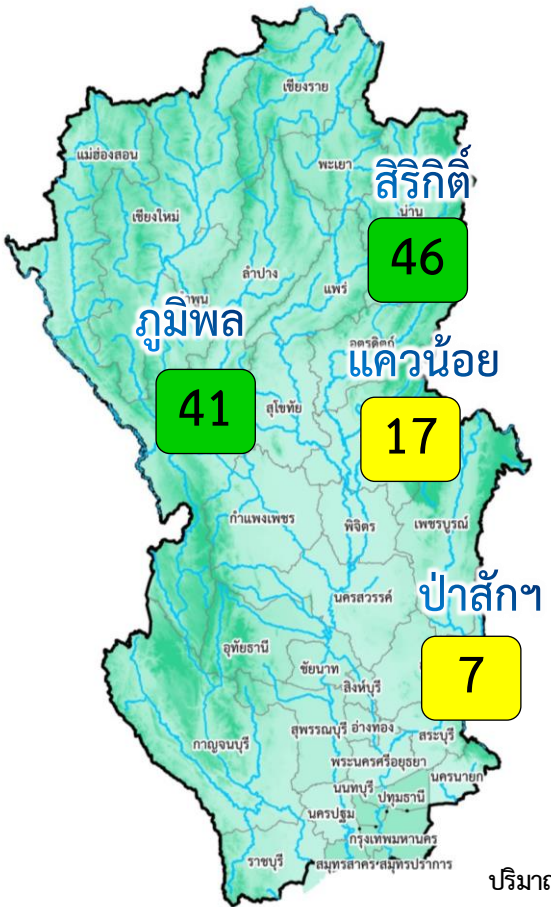 เชียงราย
แม่ฮ่องสอน
พะเยา
สิริกิติ์
น่าน
เชียงใหม่
46
ลำปาง
แพร่
ภูมิพล
อุตรดิตถ์
แควน้อย
41
สุโขทัย
17
กำแพงเพชร
พิจิตร
เพชรบูรณ์
นครสวรรค์
ป่าสักฯ
อุทัยธานี
ชัยนาท
7
สิงห์บุรี
สุพรรณบุรี อ่างทอง
สระบุรี
กาญจนบุรี
พระนครศรีอยุธยา
นครนายก
นนทบุรี
ปทุมธานี
นครปฐม
กรุงเทพมหานคร
ราชบุรี
สมุทรสาคร
สมุทรปราการ